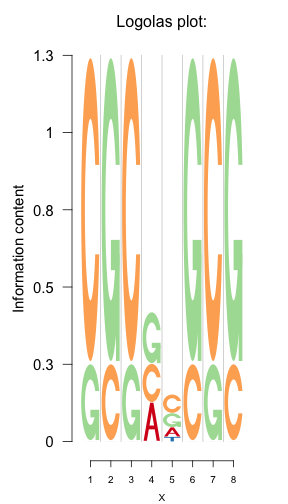 Logolas plot:
Information content
1.3
1
0.8
0.5
0.3
0
C G C G C G
G C G G C C G C
C G
A A
T
1 2 3 4 5 6 7 8
x